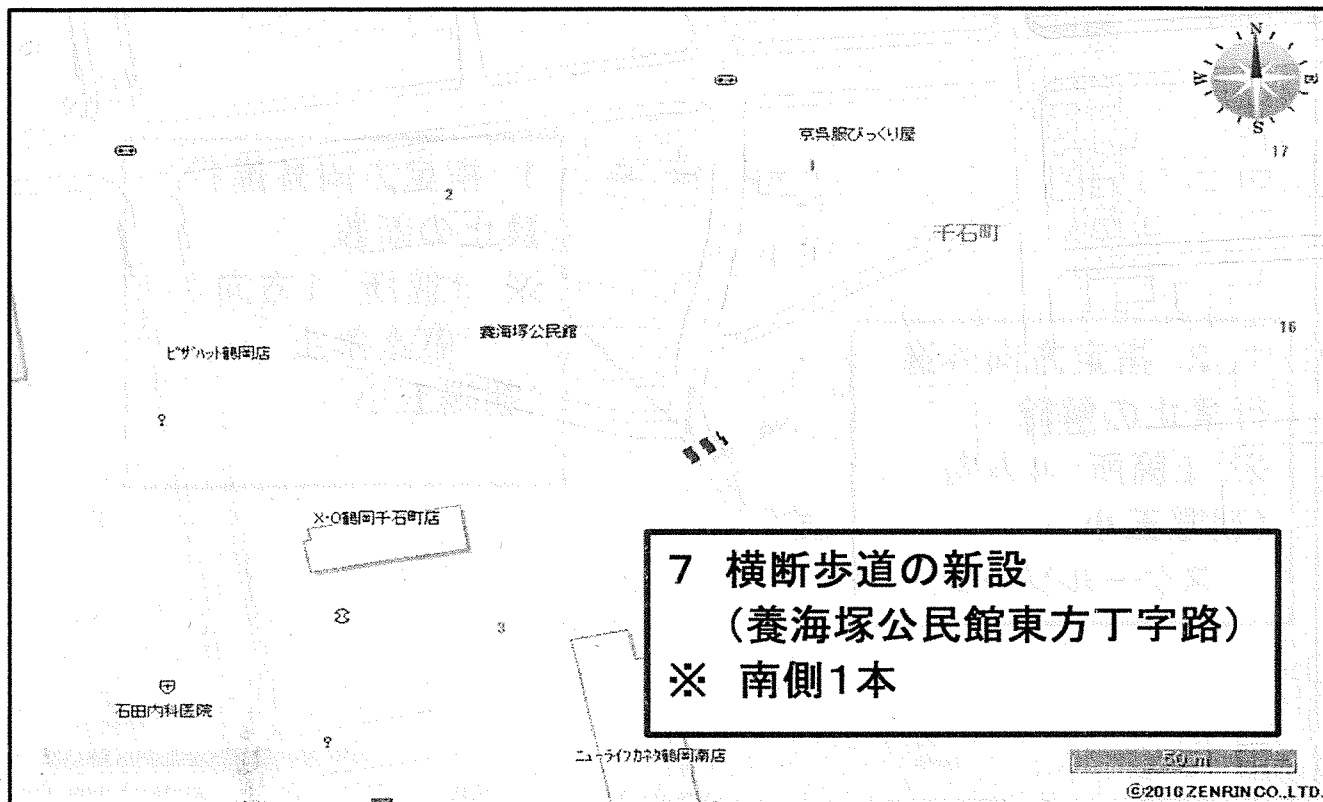 N
W
E
S
京呉服びっくり屋
1
17
2
千石町
16
養海塚公民館
ピザハット鶴岡店
X・O鶴岡千石町店
3
7 横断歩道の新設
(養海塚公民館東方丁字路)
※ 南側1本
石田内科医院
ニューライフカネタ鶴岡南店
50 m
©2010 ZENRIN CO., LTD.